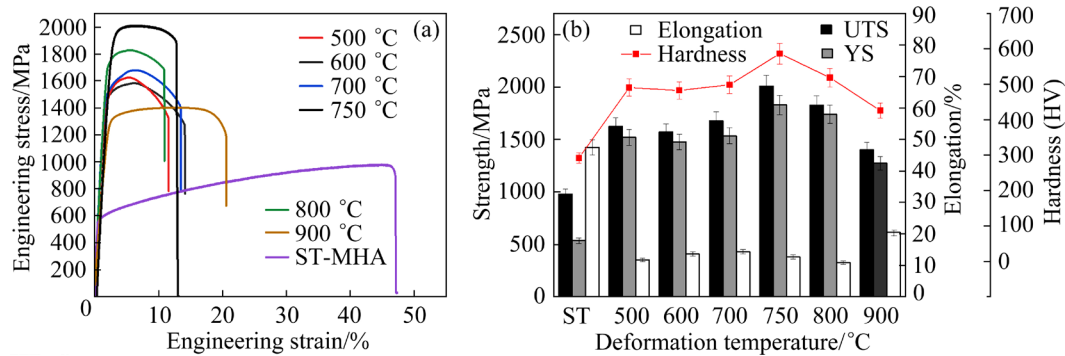 (a)
Engineering stress/MPa
2000
1800
1600
1400
1200
1000
800
600
400
200
0
500 °C
600 °C
700 °C
750 °C
800 °C
900 °C
ST-MHA
10
20
30
40
50
Engineering strain/%
(b)
Elongation
Hardness
UTS
YS
Strength/MPa
2500
2000
1500
1000
500
0
ST
500
600
700
750
800
900
Deformation temperature/°C
Elongation/%
90
80
70
60
50
40
30
20
10
0
Hardness (HV)
700
600
500
400
300
200
100
0